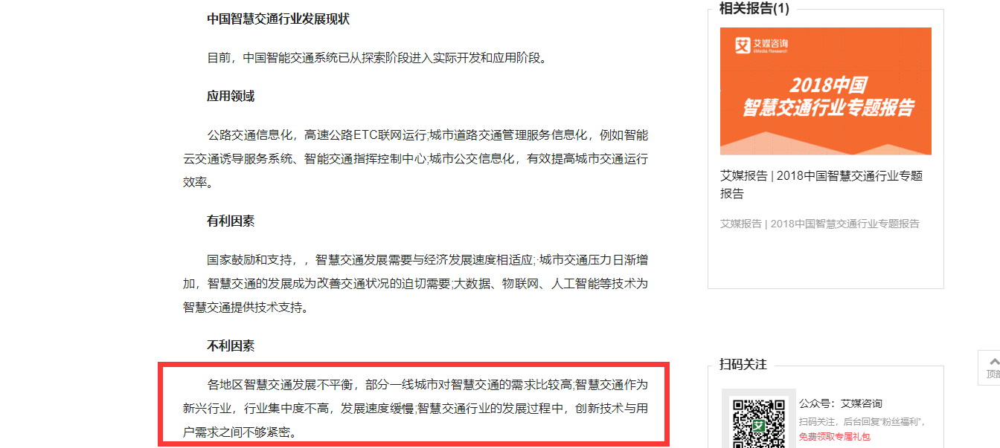 中国智慧交通行业发展现状
目前，中国智能交通系统已从探索阶段进入实际开发和应用阶段。
应用领域
公路交通信息化，高速公路ETC联网运行;城市道路交通管理服务信息化，例如智能
云交通诱导服务系统、智能交通指挥控制中心;城市公交信息化，有效提高城市交通运行
效率。
有利因素
国家鼓励和支持，，智慧交通发展需要与经济发展速度相适应;·城市交通压力日渐增
加，智慧交通的发展成为改善交通状况的迫切需要;大数据、物联网、人工智能等技术为
智慧交通提供技术支持。
不利因素
各地区智慧交通发展不平衡，部分一线城市对智慧交通的需求比较高;智慧交通作为
新兴行业，行业集中度不高，发展速度缓慢;智慧交通行业的发展过程中，创新技术与用
户需求之间不够紧密。
相关报告(1)
艾 艾媒咨询
iiMedia Research
2018中国
智慧交通行业专题报告
艾媒报告 | 2018中国智慧交通行业专题
报告
艾媒报告 | 2018中国智慧交通行业专题报告
扫码关注
艾
公众号：艾媒咨询
扫码关注，后台回复“粉丝福利”，
免费领取专属礼包
顶部